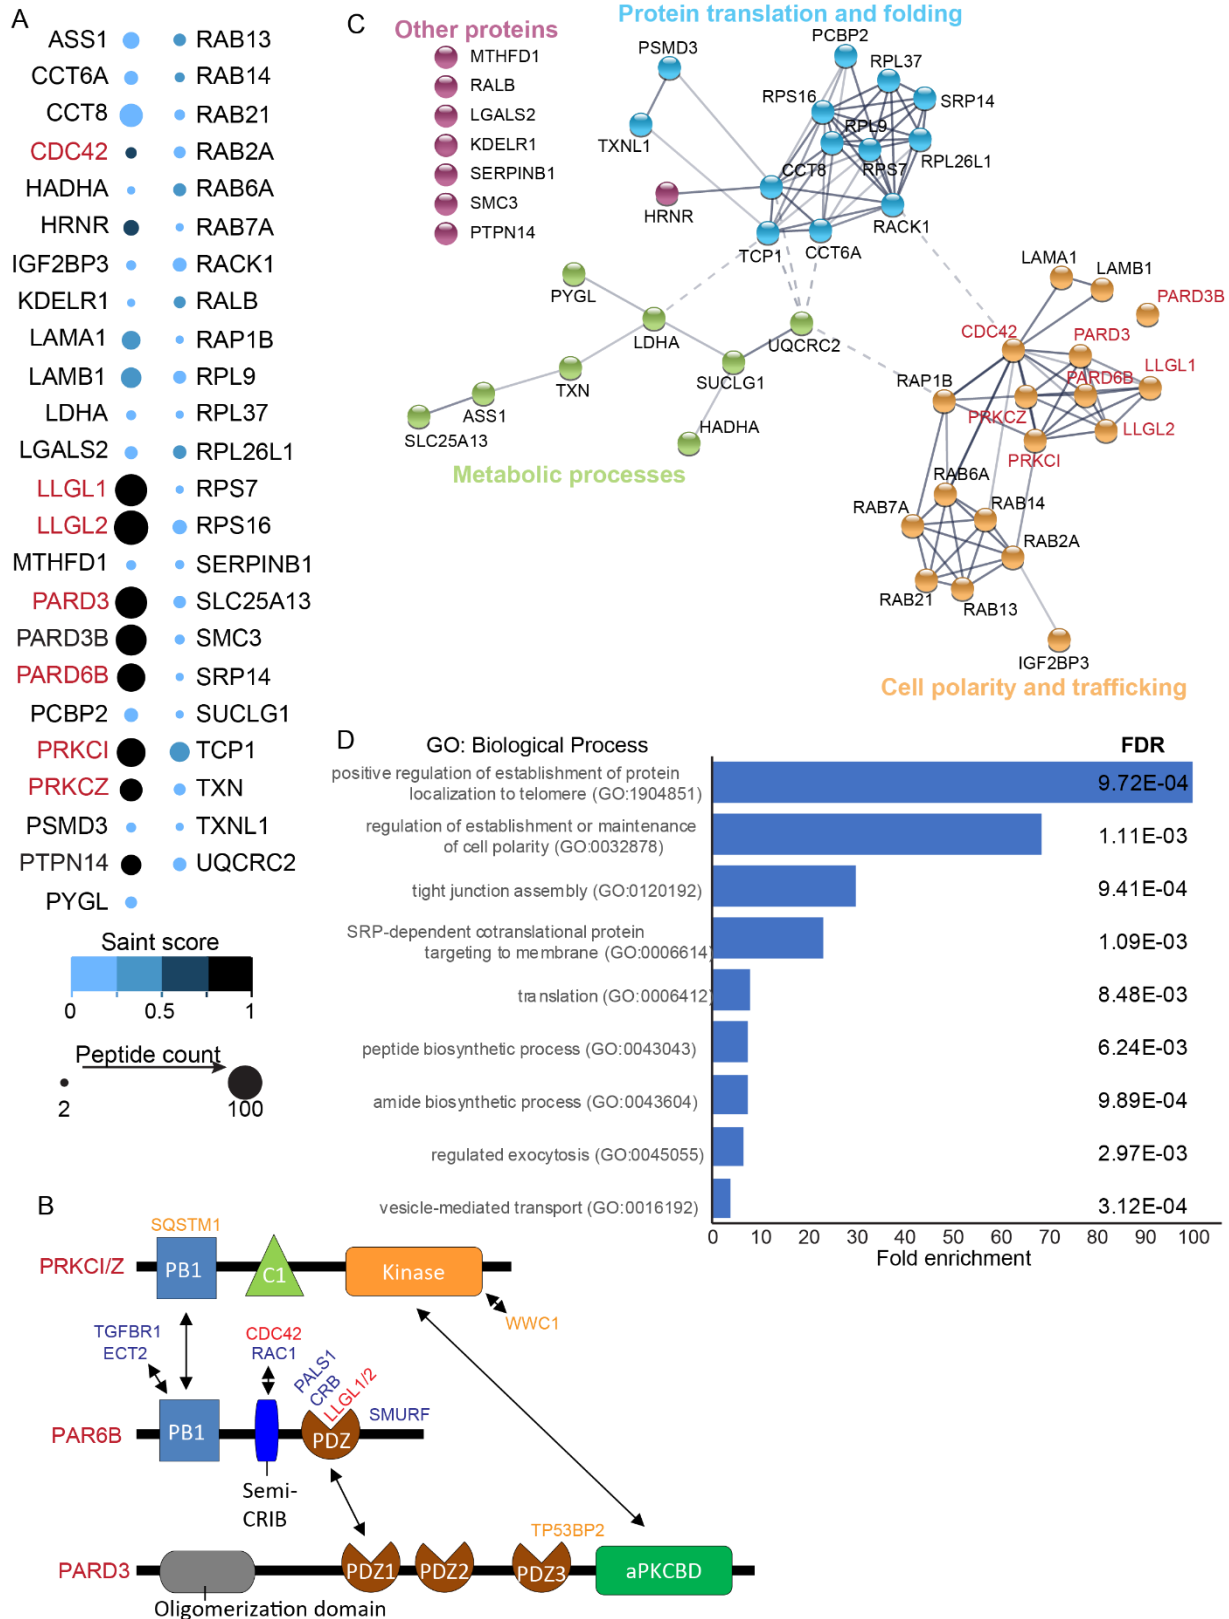 A
ASS1
RAB13
CCT6A
RAB14
CCT8
RAB21
CDC42
RAB2A
HADHA
RAB6A
HRNR
RAB7A
IGF2BP3
RACK1
KDELR1
RALB
LAMA1
RAP1B
LAMB1
RPL9
LDHA
RPL37
LGALS2
RPL26L1
LLGL1
RPS7
LLGL2
RPS16
MTHFD1
SERPINB1
PARD3
SLC25A13
PARD3B
SMC3
PARD6B
SRP14
PCBP2
SUCLG1
PRKCI
TCP1
PRKCZ
TXN
PSMD3
TXNL1
PTPN14
UQCRC2
PYGL
Saint score
0 0.5 1
Peptide count
2 100
C
Other proteins
MTHFD1
RALB
LGALS2
KDELR1
SERPINB1
SMC3
PTPN14
Protein translation and folding
PCBP2
PSMD3
RPL37
RPS16
SRP14
TXNL1
RPL9
RPL26L1
CCT8
RPS7
HRNR
RACK1
TCP1
CCT6A
PYGL
LDHA
UQCRC2
TXN
SUCLG1
ASS1
SLC25A13
HADHA
Metabolic processes
LAMA1
LAMB1
PARD3B
CDC42
PARD3
LLGL1
RAP1B
PARD6B
PRKCZ
LLGL2
PRKCI
RAB6A
RAB7A
RAB14
RAB2A
RAB21
RAB13
IGF2BP3
Cell polarity and trafficking
D
GO: Biological Process
FDR
positive regulation of establishment of protein
localization to telomere (GO:1904851)
9.72E-04
regulation of establishment or maintenance
of cell polarity (GO:0032878)
1.11E-03
tight junction assembly (GO:0120192)
9.41E-04
SRP-dependent cotranslational protein
targeting to membrane (GO:0006614)
1.09E-03
translation (GO:0006412)
8.48E-03
peptide biosynthetic process (GO:0043043)
6.24E-03
amide biosynthetic process (GO:0043604)
9.89E-04
regulated exocytosis (GO:0045055)
2.97E-03
vesicle-mediated transport (GO:0016192)
3.12E-04
0 10 20 30 40 50 60 70 80 90 100
Fold enrichment
B
SQSTM1
PRKCI/Z
PB1
C1
Kinase
WWC1
TGFBR1
ECT2
CDC42
RAC1
PALS1
CRB
LLGL1/2
SMURF
PAR6B
PB1
PDZ
Semi-
CRIB
TP53BP2
PARD3
PDZ1
PDZ2
PDZ3
aPKCBD
Oligomerization domain